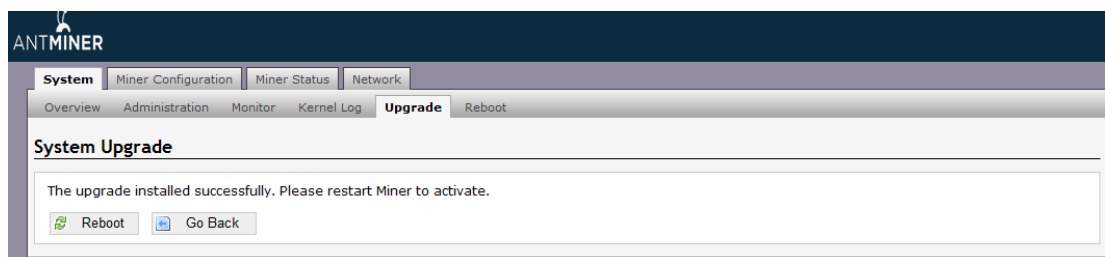 ANTMINER
System Miner Configuration Miner Status Network
Overview Administration Monitor Kernel Log Upgrade Reboot
System Upgrade
The upgrade installed successfully. Please restart Miner to activate.
Reboot Go Back